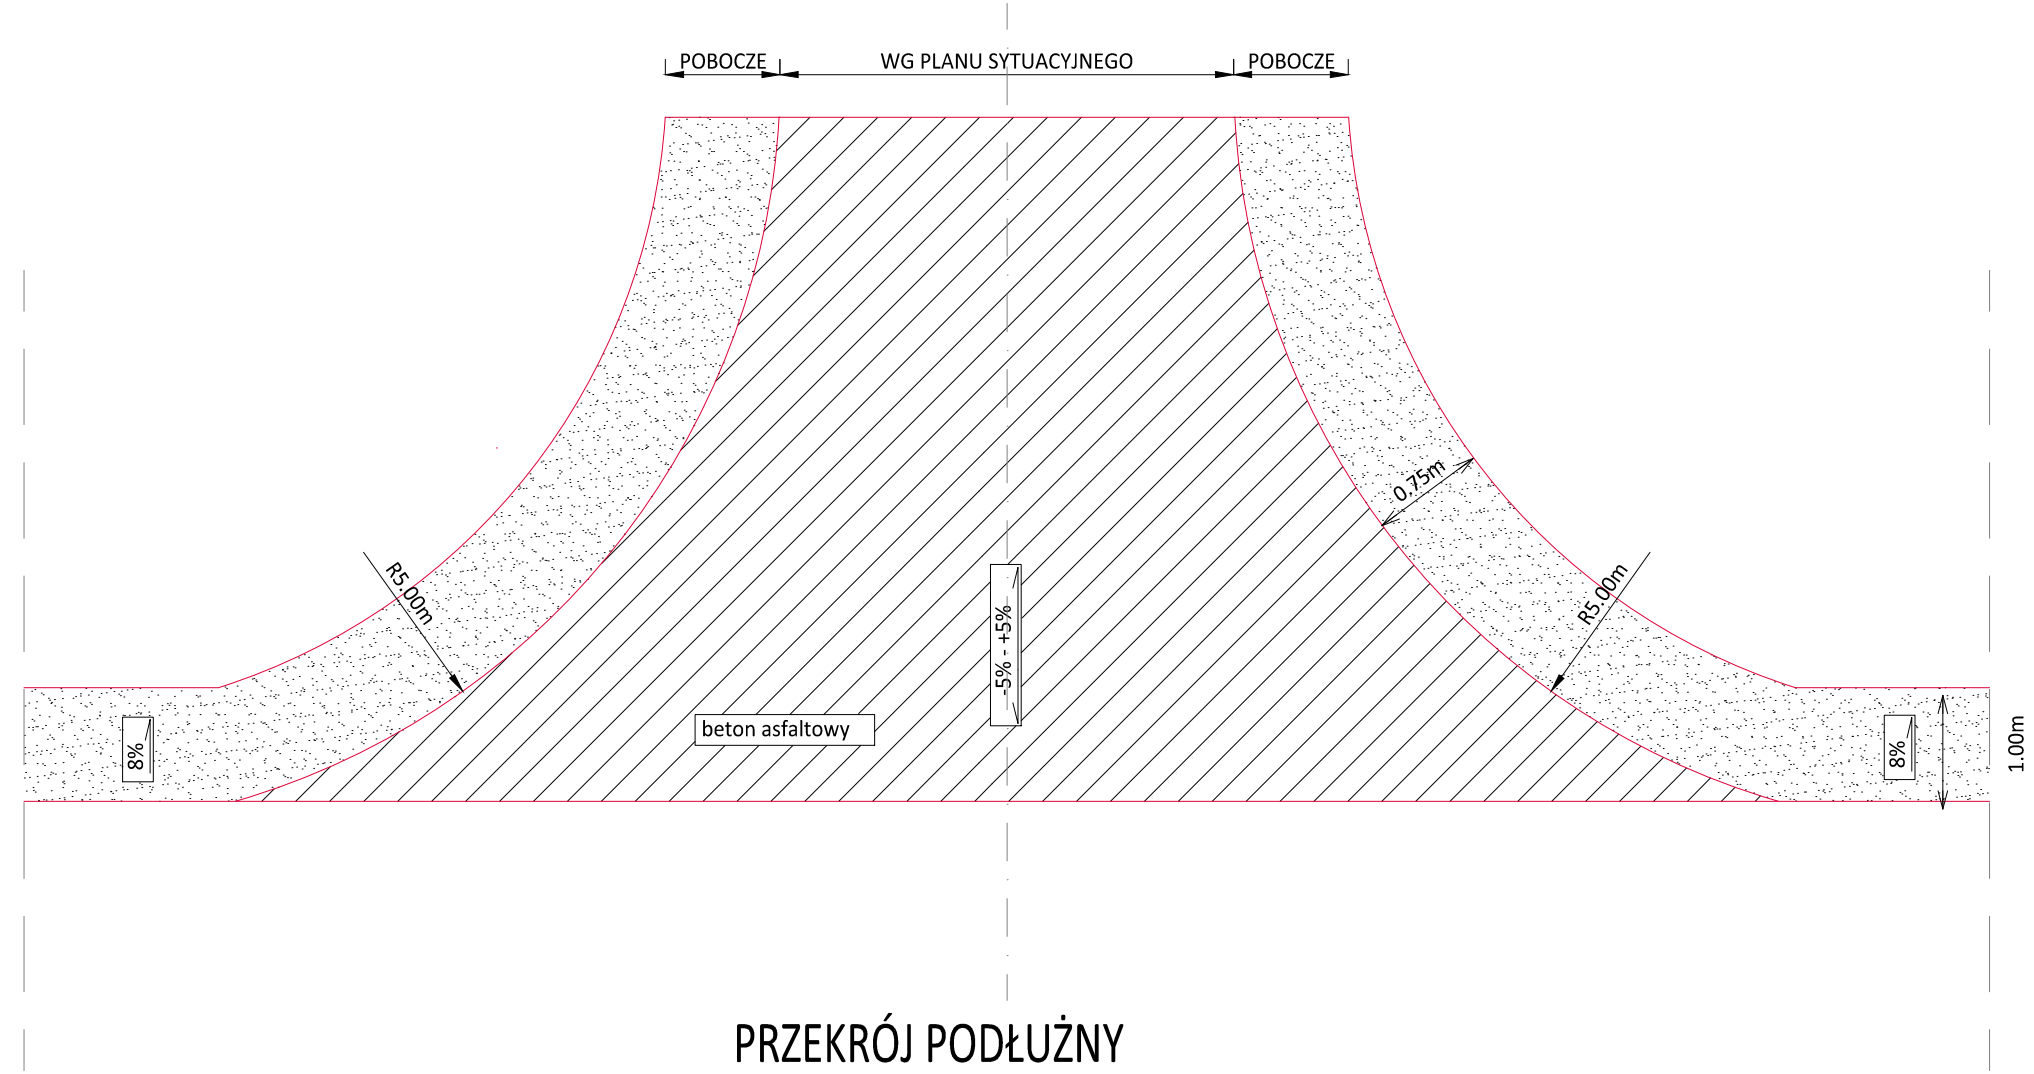 POBOCZE WG PLANU SYTUACYJNEGO POBOCZE
0,75m
R5.00m R5.00m
-5% - +5%
beton asfaltowy
8% 8% 1.00m
PRZEKRÓJ PODŁUŻNY